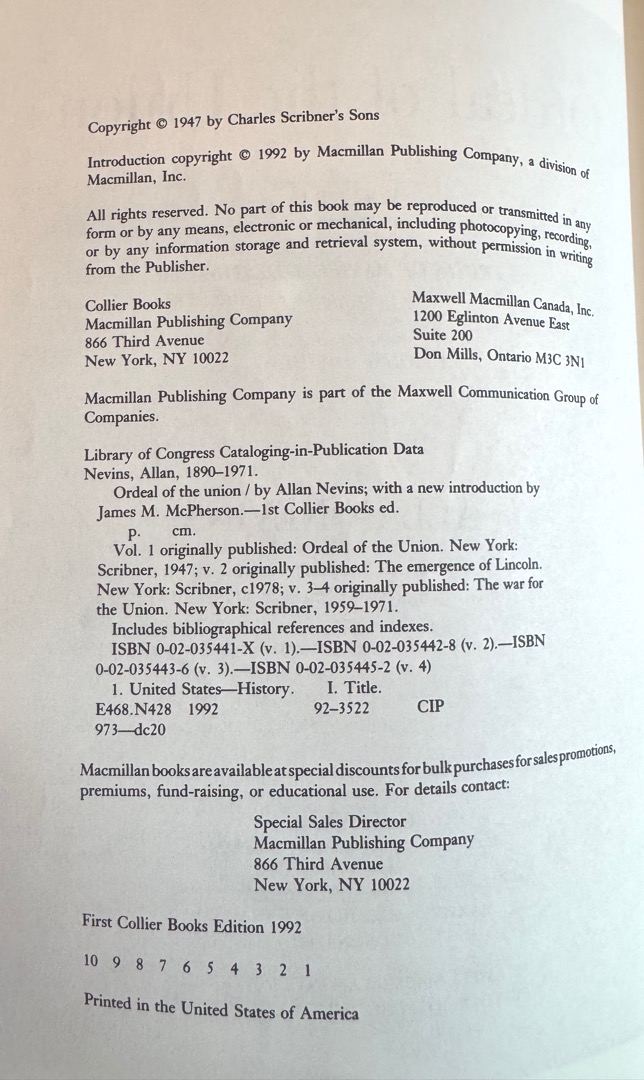 Copyright © 1947 by Charles Scribner's Sons
Introduction copyright © 1992 by Macmillan Publishing Company, a division of
Macmillan, Inc.
All rights reserved. No part of this book may be reproduced or transmitted in any
form or by any means, electronic or mechanical, including photocopying, recording,
or by any information storage and retrieval system, without permission in writing
from the Publisher.
Collier Books
Macmillan Publishing Company
866 Third Avenue
New York, NY 10022
Maxwell Macmillan Canada, Inc.
1200 Eglinton Avenue East
Suite 200
Don Mills, Ontario M3C 3N1
Macmillan Publishing Company is part of the Maxwell Communication Group of
Companies.
Library of Congress Cataloging-in-Publication Data
Nevins, Allan, 1890–1971.
Ordeal of the union / by Allan Nevins; with a new introduction by
James M. McPherson.—1st Collier Books ed.
p. cm.
Vol. 1 originally published: Ordeal of the Union. New York:
Scribner, 1947; v. 2 originally published: The emergence of Lincoln.
New York: Scribner, c1978; v. 3–4 originally published: The war for
the Union. New York: Scribner, 1959–1971.
Includes bibliographical references and indexes.
ISBN 0-02-035441-X (v. 1).—ISBN 0-02-035442-8 (v. 2).—ISBN
0-02-035443-6 (v. 3).—ISBN 0-02-035445-2 (v. 4)
1. United States—History. I. Title.
E468.N428 1992 92-3522 CIP
973—dc20
Macmillan books are available at special discounts for bulk purchases for sales promotions,
premiums, fund-raising, or educational use. For details contact:
Special Sales Director
Macmillan Publishing Company
866 Third Avenue
New York, NY 10022
First Collier Books Edition 1992
10 9 8 7 6 5 4 3 2 1
Printed in the United States of America